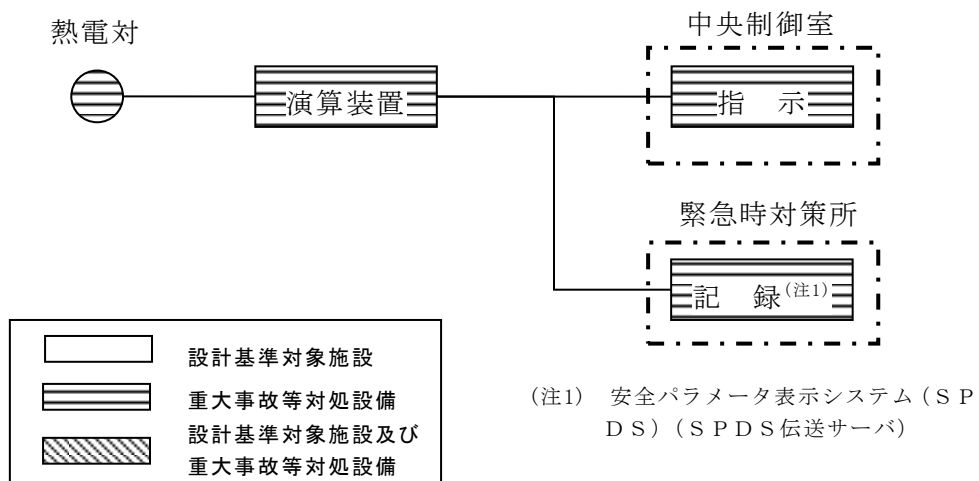 熱電対
中央制御室
演算装置
指　示
緊急時対策所
記　録(注1)
設計基準対象施設
重大事故等対処設備
設計基準対象施設及び
重大事故等対処設備
(注1)　安全パラメータ表示システム（ＳＰ
ＤＳ）（ＳＰＤＳ伝送サーバ）